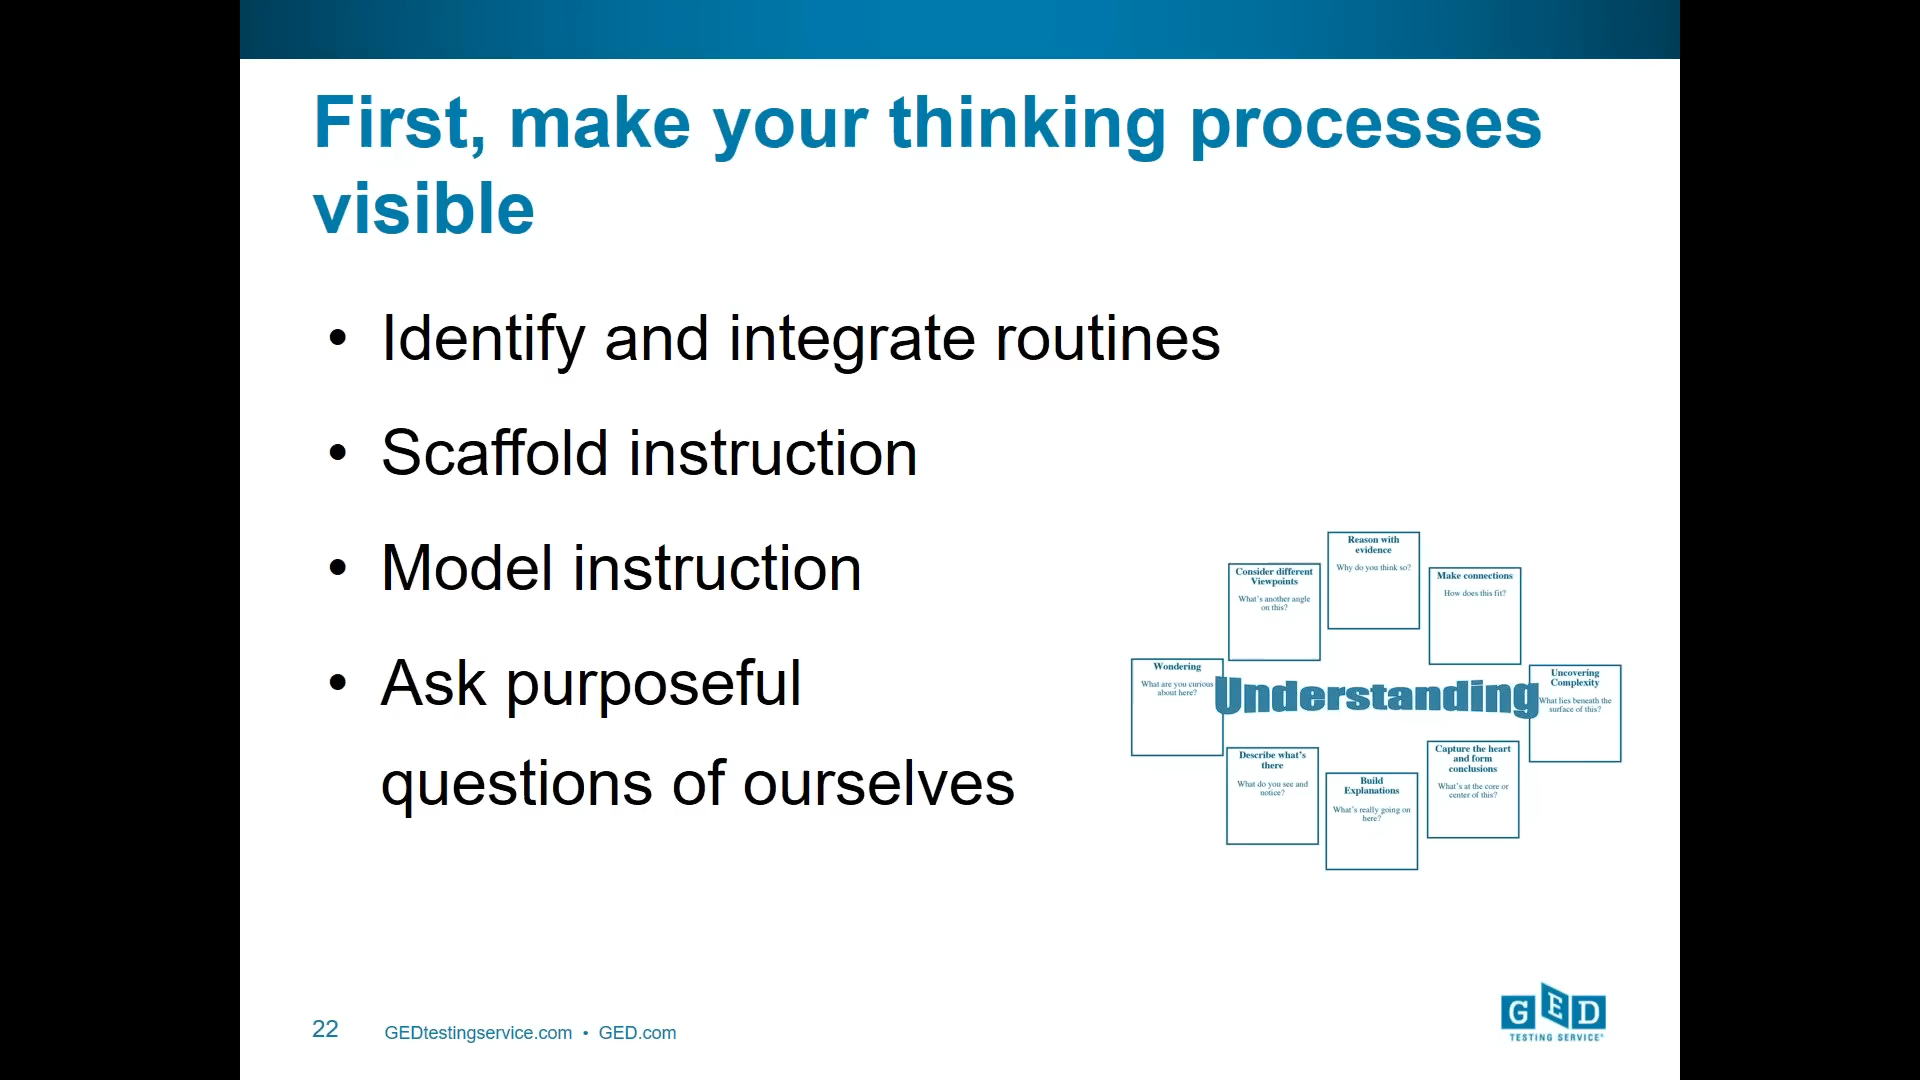 First, make your thinking processes
visible
• Identify and integrate routines
• Scaffold instruction
• Model instruction
• Ask purposeful
questions of ourselves
Reason with
evidence
Why do you think so?
Consider different
Viewpoints
What's another angle
on this?
Make connections
How does this fit?
Wondering
What are you curious
about here?
Understanding
Uncovering
Complexity
What lies beneath the
surface of this?
Describe what's
there
What do you see and
notice?
Build
Explanations
What's really going on
here?
Capture the heart
and form
conclusions
What's at the core or
center of this?
22 GEDtestingservice.com • GED.com
GED
TESTING SERVICE®